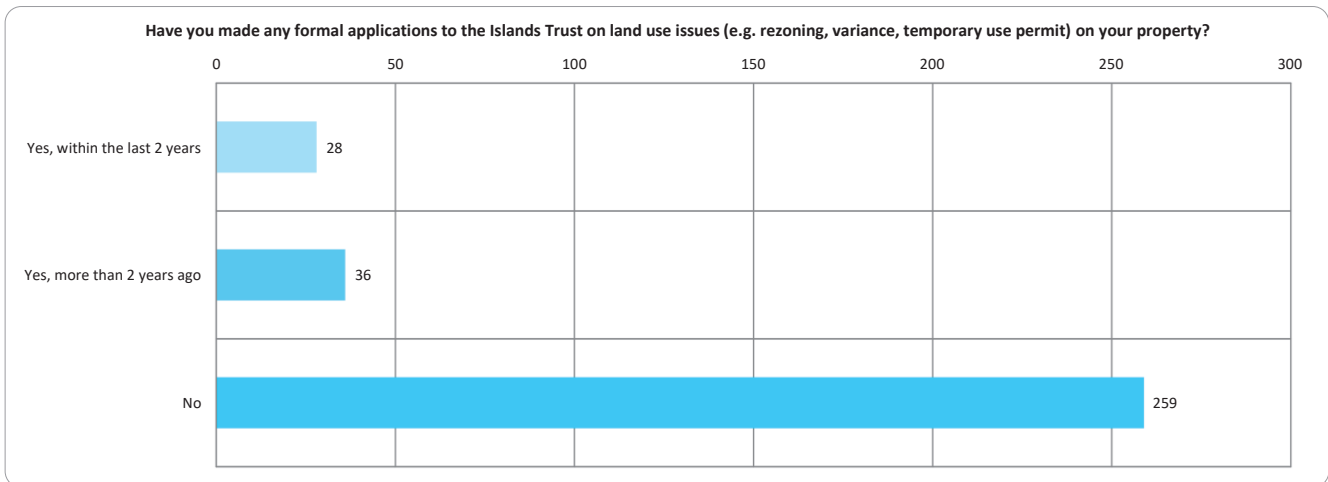 Have you made any formal applications to the Islands Trust on land use issues (e.g. rezoning, variance, temporary use permit) on your property?
0 50 100 150 200 250 300
Yes, within the last 2 years 28
Yes, more than 2 years ago 36
No 259